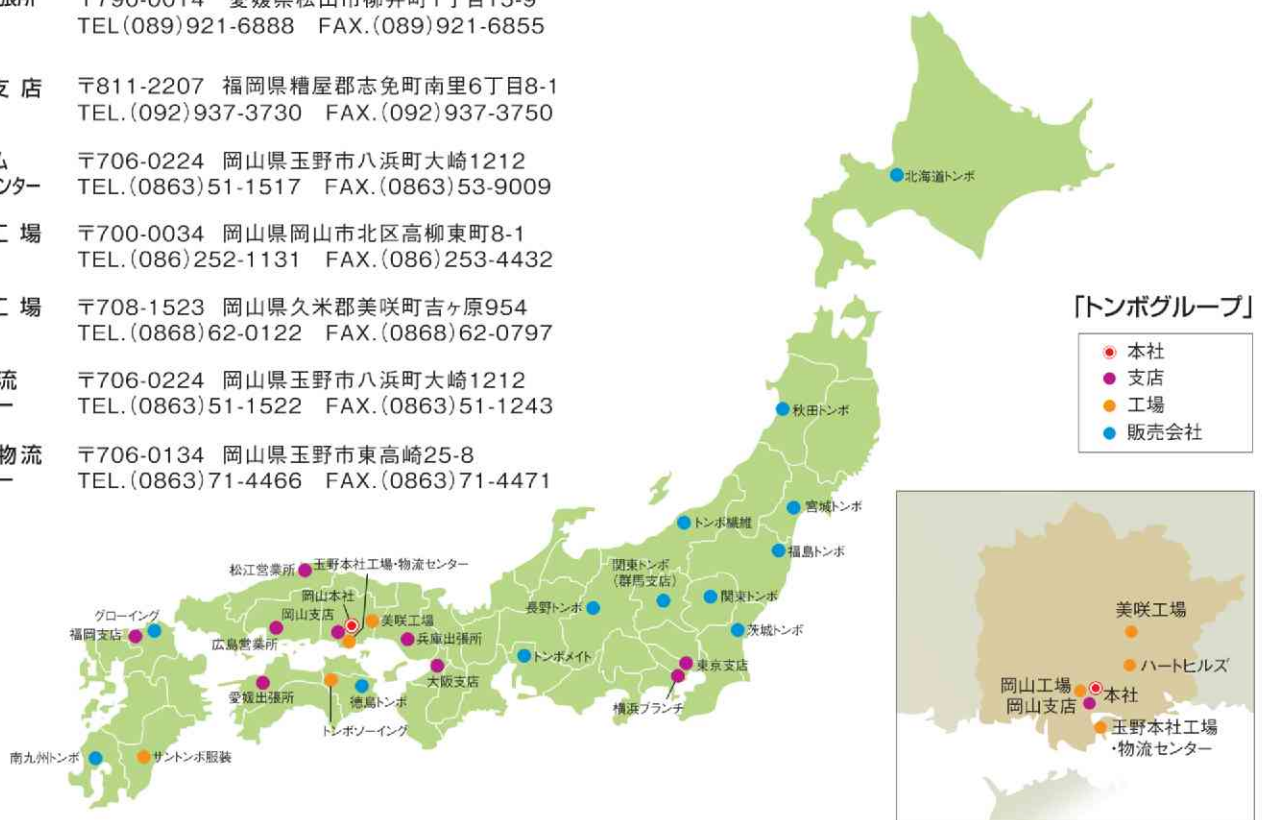 〒790-0014 愛媛県松山市柳井町1丁目15-9
TEL(089)921-6888 FAX.(089)921-6855
支店 〒811-2207 福岡県糟屋郡志免町南里6丁目8-1
TEL.(092)937-3730 FAX.(092)937-3750
〒706-0224 岡山県玉野市八浜町大崎1212
ンター TEL.(0863)51-1517 FAX.(0863)53-9009
工場 〒700-0034 岡山県岡山市北区高柳東町8-1
TEL.(086)252-1131 FAX.(086)253-4432
工場 〒708-1523 岡山県久米郡美咲町吉ヶ原954
TEL.(0868)62-0122 FAX.(0868)62-0797
流 〒706-0224 岡山県玉野市八浜町大崎1212
ー TEL.(0863)51-1522 FAX.(0863)51-1243
物流 〒706-0134 岡山県玉野市東高崎25-8
ー TEL.(0863)71-4466 FAX.(0863)71-4471
北海道トンボ
「トンボグループ」
本社
支店
工場
販売会社
秋田トンボ
宮城トンボ
トンボ繊維
福島トンボ
関東トンボ
(群馬支店)
関東トンボ
長野トンボ
茨城トンボ
トンボメイト
東京支店
横浜ブランチ
松江営業所
玉野本社工場・物流センター
岡山本社
岡山支店
美咲工場
グローイング
福岡支店
広島営業所
兵庫出張所
大阪支店
愛媛出張所
徳島トンボ
トンボソーイング
南九州トンボ
サントンボ服装
美咲工場
ハートヒルズ
岡山工場
本社
岡山支店
玉野本社工場
・物流センター